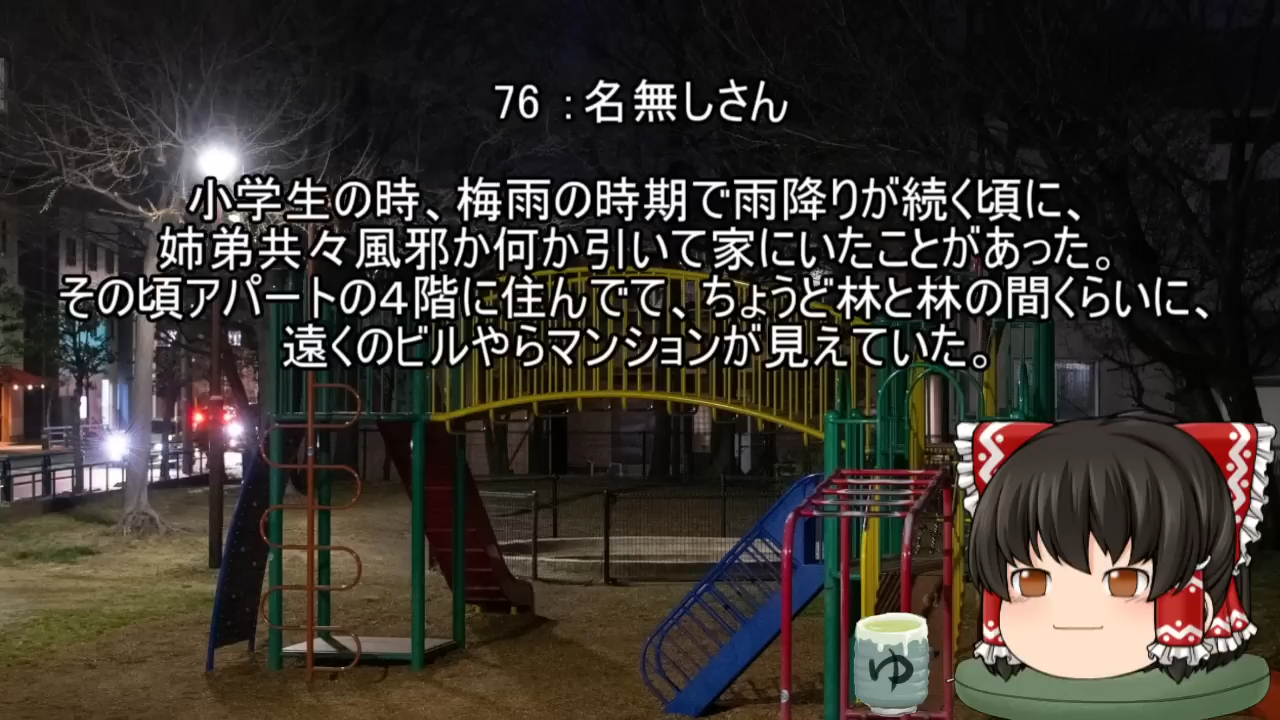 76 :名無しさん
小学生の時、梅雨の時期で雨降りが続く頃に、
姉弟共々風邪か何か引いて家にいたことがあった。
その頃アパートの４階に住んでて、ちょうど林と林の間くらいに、
遠くのビルやらマンションが見えていた。
ゆ